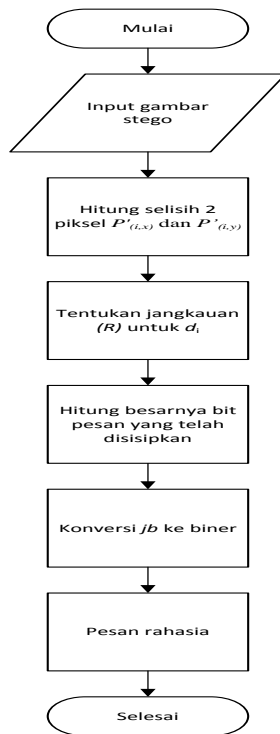 Mulai
Input gambar
stego
Hitung selisih 2
piksel P'(i,x) dan P'(i,y)
Tentukan jangkauan
(R) untuk di
Hitung besarnya bit
pesan yang telah
disisipkan
Konversi jb ke biner
Pesan rahasia
Selesai